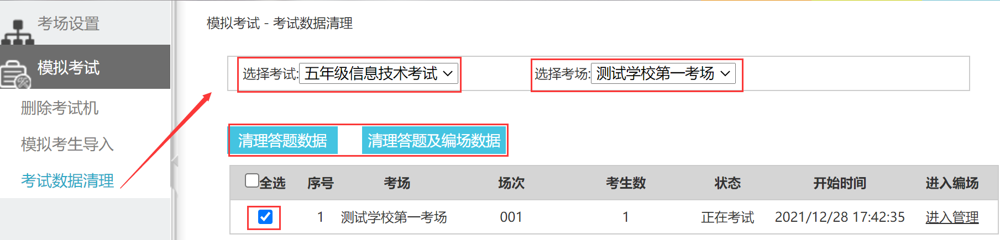 考场设置
模拟考试
删除考试机
模拟考生导入
考试数据清理
模拟考试 - 考试数据清理
选择考试: 五年级信息技术考试 选择考场: 测试学校第一考场
清理答题数据 清理答题及编场数据
全选 序号 考场 场次 考生数 状态 开始时间 进入编场
1 测试学校第一考场 001 1 正在考试 2021/12/28 17:42:35 进入管理